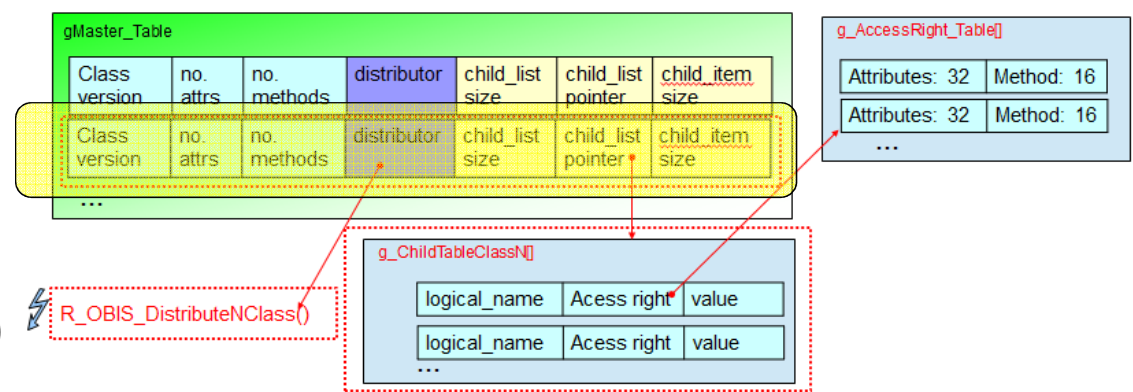 gMaster_Table
Class version no. attrs no. methods distributor child_list size child_list pointer child_item size
Class version no. attrs no. methods distributor child_list size child_list pointer child_item size
...
g_AccessRight_Table[]
Attributes: 32 Method: 16
Attributes: 32 Method: 16
...
R_OBIS_DistributeNClass()
)
g_ChildTableClassN[]
logical_name Acess right value
logical_name Acess right value
...